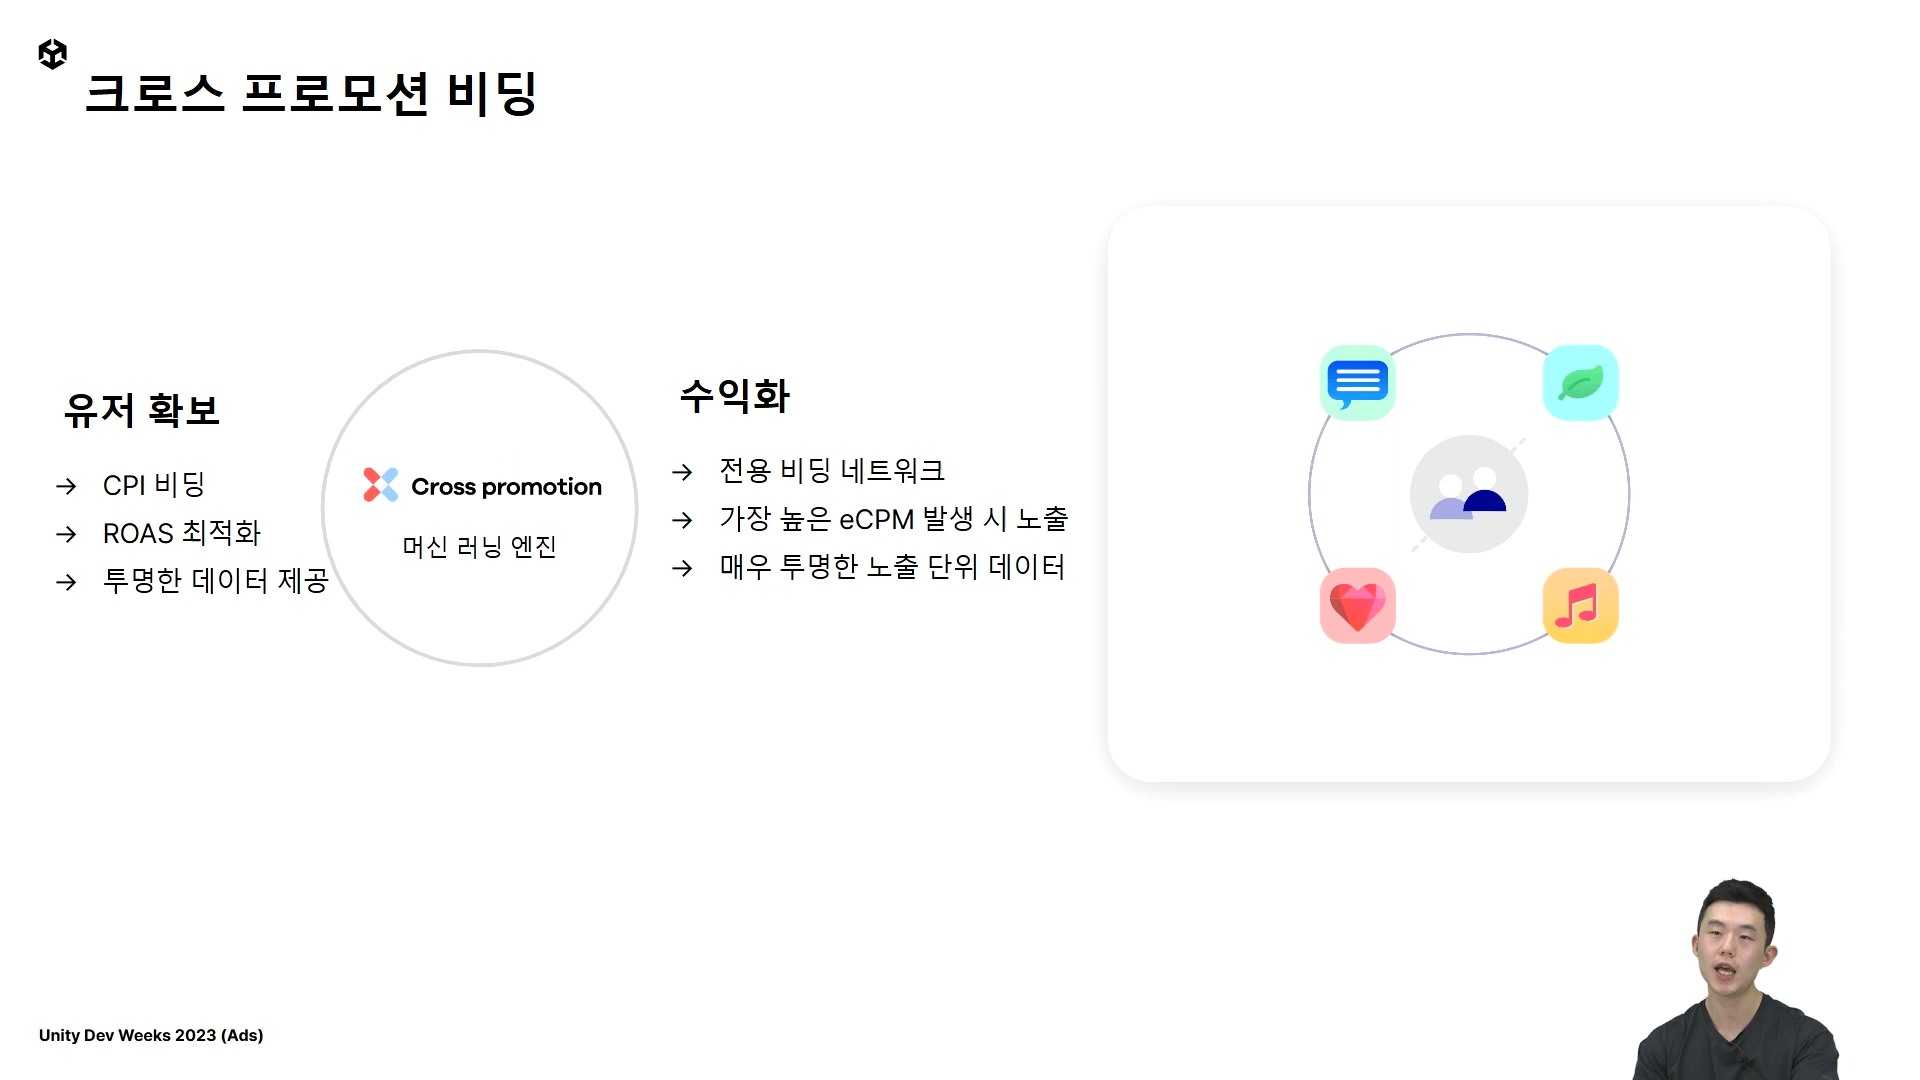 크로스 프로모션 비딩
유저 확보
→ CPI 비딩
→ ROAS 최적화
→ 투명한 데이터 제공
Cross promotion
머신 러닝 엔진
수익화
→ 전용 비딩 네트워크
→ 가장 높은 eCPM 발생 시 노출
→ 매우 투명한 노출 단위 데이터
Unity Dev Weeks 2023 (Ads)